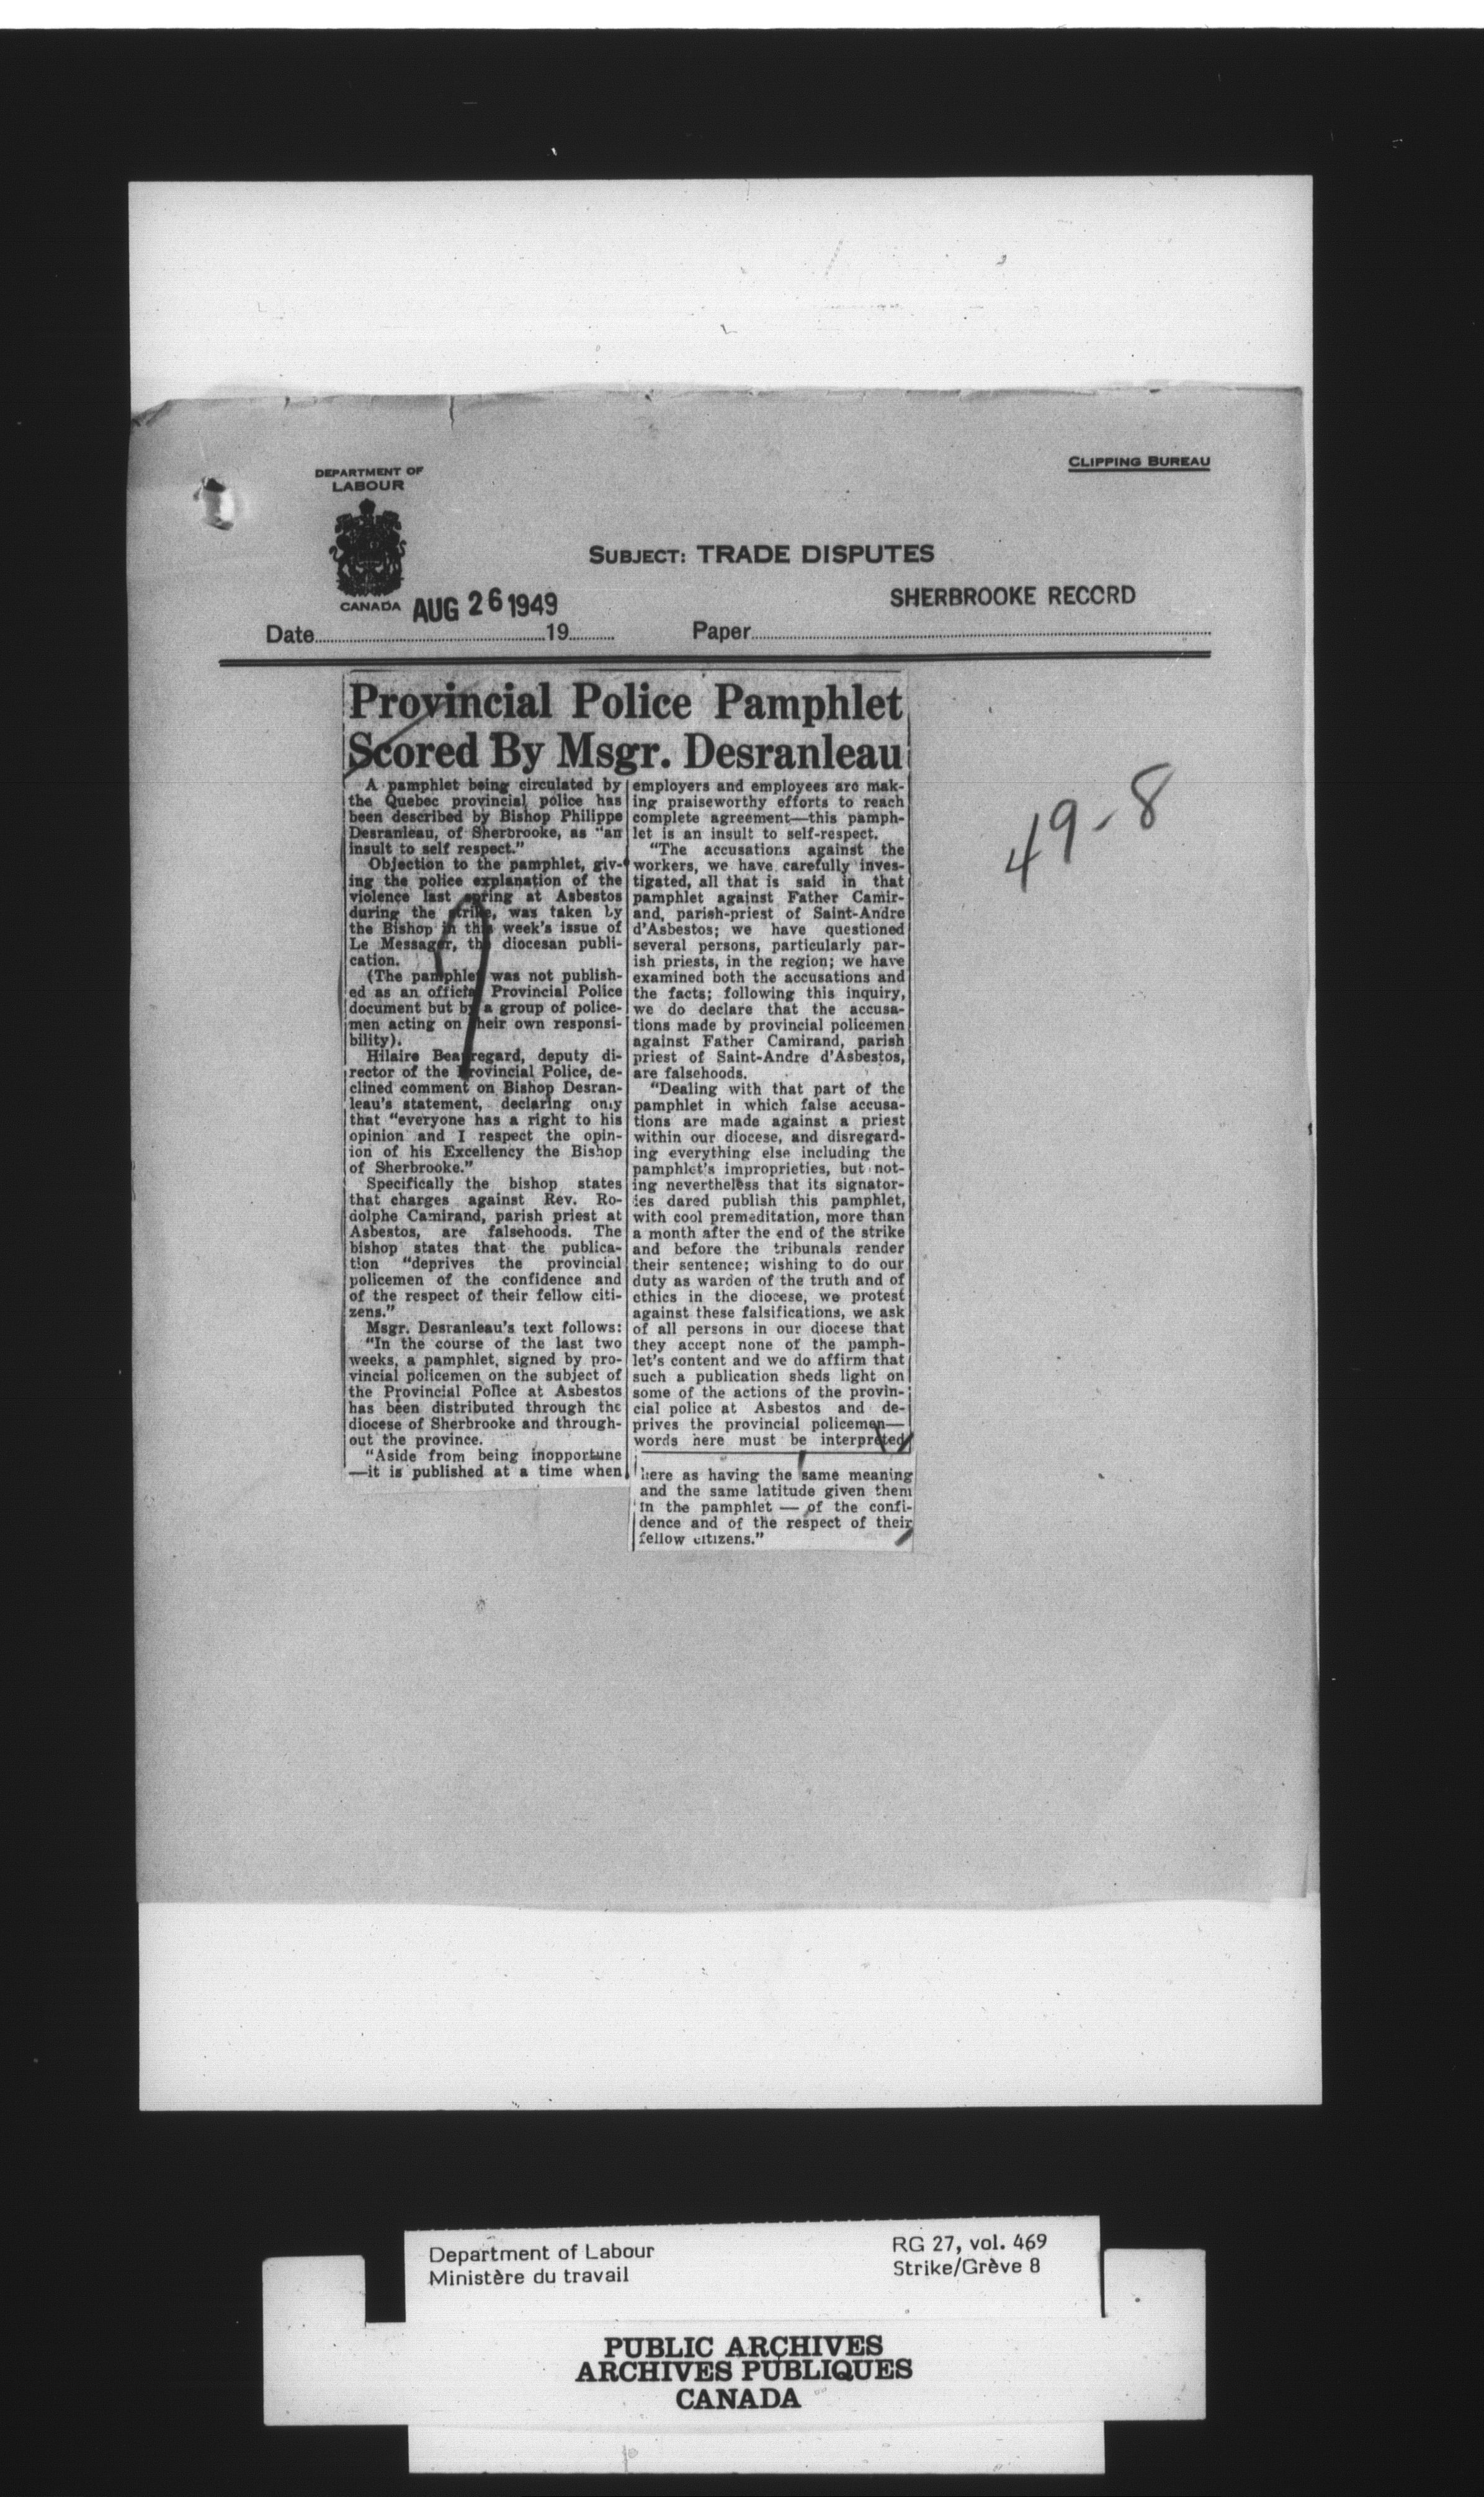 DEPARTMENT OF
LABOUR
CANADA
CLIPPING BUREAU
SUBJECT: TRADE DISPUTES
AUG 26 1949
SHERBROOKE RECORD
Date 19
Paper
Provincial Police Pamphlet
Scored By Msgr. Desranleau
A pamphlet being circulated by
the Quebec provincial police has
been described by Bishop Philippe
Desranleau, of Sherbrooke, as "an
insult to self respect."
Objection to the pamphlet, giv-
ing the police explanation of the
violence last spring at Asbestos
during the strike, was taken by
the Bishop in this week's issue of
Le Messager, the diocesan publi-
cation.
(The pamphlet was not publish-
ed as an official Provincial Police
document but by a group of police-
men acting on their own responsi-
bility).
Hilaire Beauregard, deputy di-
rector of the Provincial Police, de-
clined comment on Bishop Desran-
leau's statement, declaring only
that "everyone has a right to his
opinion and I respect the opin-
ion of his Excellency the Bishop
of Sherbrooke."
Specifically the bishop states
that charges against Rev. Ro-
dolphe Camirand, parish priest at
Asbestos, are falsehoods. The
bishop states that the publica-
tion "deprives the provincial
policemen of the confidence and
of the respect of their fellow citi-
zens."
Msgr. Desranleau's text follows:
"In the course of the last two
weeks, a pamphlet, signed by pro-
vincial policemen on the subject of
the Provincial Police at Asbestos
has been distributed through the
diocese of Sherbrooke and through-
out the province.
"Aside from being inopportune
—it is published at a time when
employers and employees are mak-
ing praiseworthy efforts to reach
complete agreement—this pamph-
let is an insult to self-respect.
"The accusations against the
workers, we have carefully inves-
tigated, all that is said in that
pamphlet against Father Camir-
and, parish-priest of Saint-Andre
d'Asbestos; we have questioned
several persons, particularly par-
ish priests, in the region; we have
examined both the accusations and
the facts; following this inquiry,
we do declare that the accusa-
tions made by provincial policemen
against Father Camirand, parish
priest of Saint-Andre d'Asbestos,
are falsehoods.
"Dealing with that part of the
pamphlet in which false accusa-
tions are made against a priest
within our diocese, and disregard-
ing everything else including the
pamphlet's improprieties, but not-
ing nevertheless that its signator-
ies dared publish this pamphlet,
with cool premeditation, more than
a month after the end of the strike
and before the tribunals render
their sentence; wishing to do our
duty as warden of the truth and of
ethics in the diocese, we protest
against these falsifications, we ask
of all persons in our diocese that
they accept none of the pamph-
let's content and we do affirm that
such a publication sheds light on
some of the actions of the provin-
cial police at Asbestos and de-
prives the provincial policemen—
words here must be interpreted
here as having the same meaning
and the same latitude given them
in the pamphlet — of the confi-
dence and of the respect of their
fellow citizens."
49-8
Department of Labour
Ministère du travail
RG 27, vol. 469
Strike/Grève 8
PUBLIC ARCHIVES
ARCHIVES PUBLIQUES
CANADA